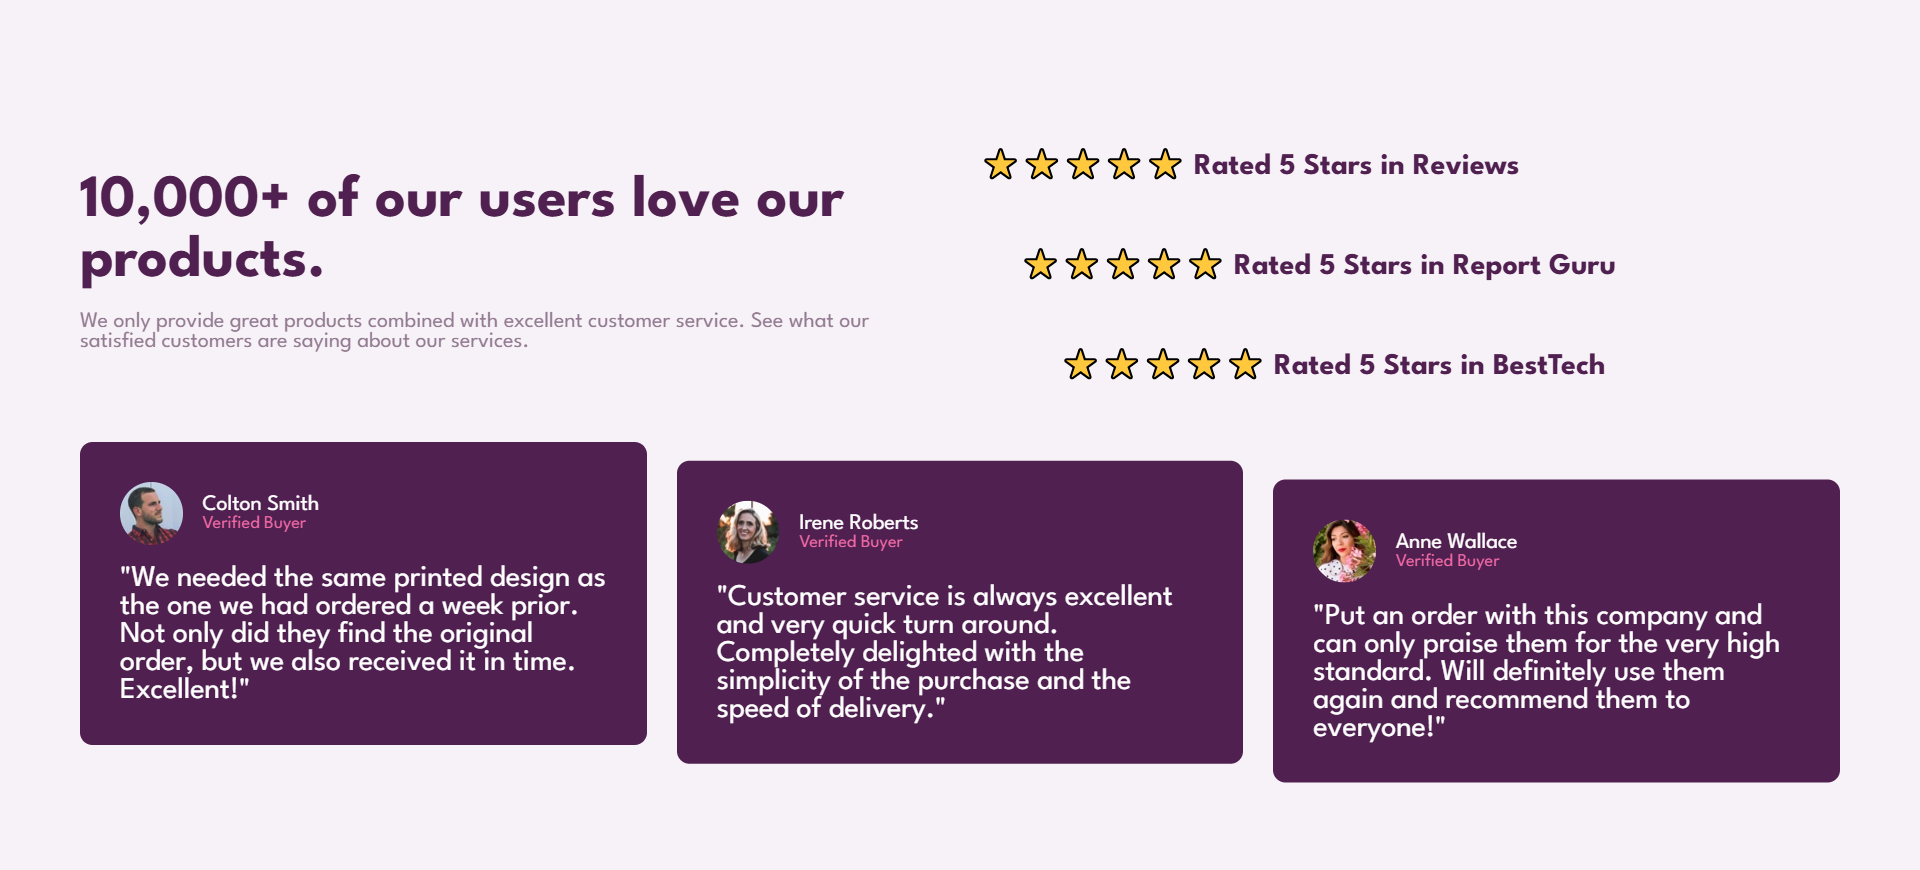 10,000+ of our users love our
products.
We only provide great products combined with excellent customer service. See what our
satisfied customers are saying about our services.
Rated 5 Stars in Reviews
Rated 5 Stars in Report Guru
Rated 5 Stars in BestTech
Colton Smith
Verified Buyer
"We needed the same printed design as
the one we had ordered a week prior.
Not only did they find the original
order, but we also received it in time.
Excellent!"
Irene Roberts
Verified Buyer
"Customer service is always excellent
and very quick turn around.
Completely delighted with the
simplicity of the purchase and the
speed of delivery."
Anne Wallace
Verified Buyer
"Put an order with this company and
can only praise them for the very high
standard. Will definitely use them
again and recommend them to
everyone!"